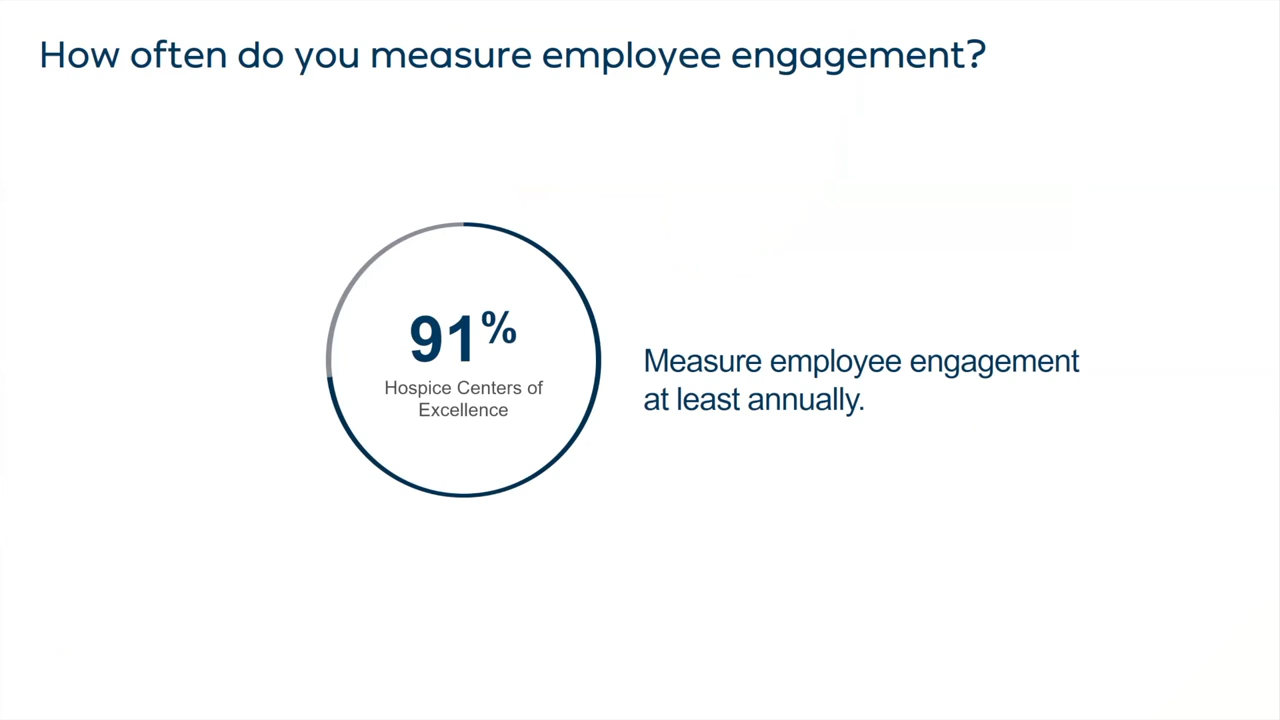 How often do you measure employee engagement?
91%
Hospice Centers of
Excellence
Measure employee engagement
at least annually.